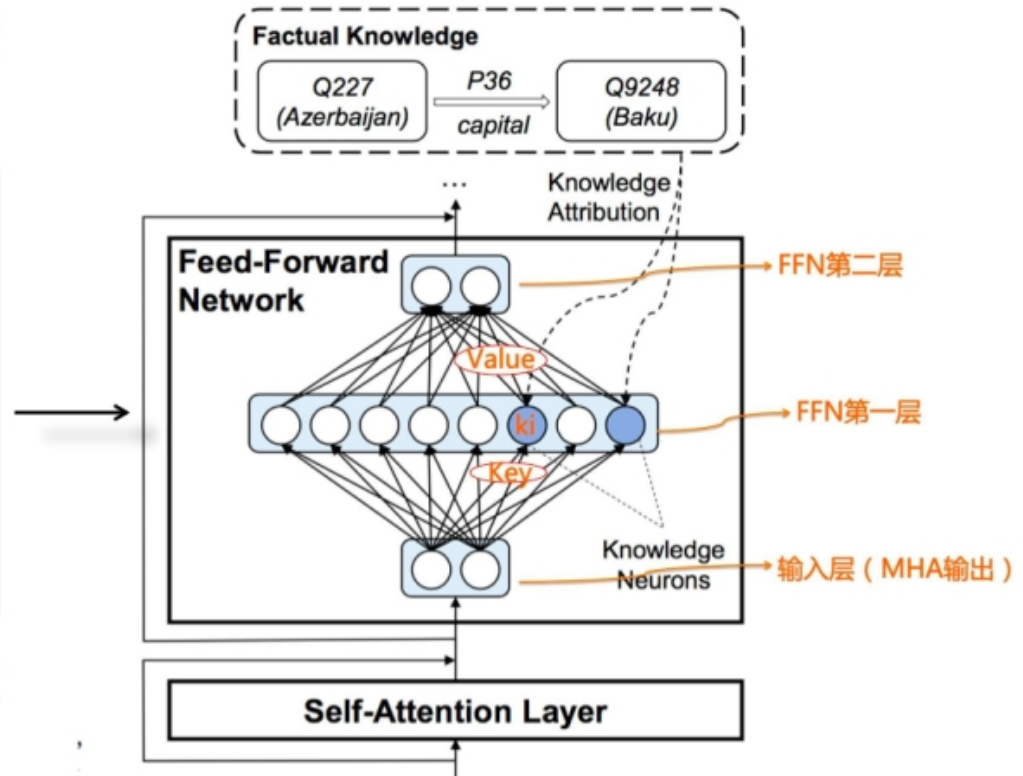 Factual Knowledge
Q227
(Azerbaijan)
P36
capital
Q9248
(Baku)
...
Knowledge
Attribution
Feed-Forward
Network
FFN第二层
Value
ki
FFN第一层
Key
Knowledge
Neurons
输入层（MHA输出）
Self-Attention Layer
,